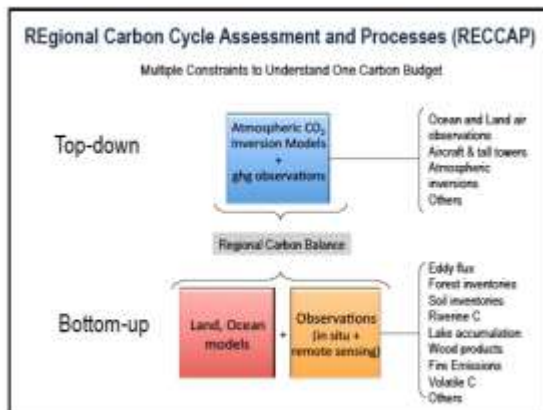 REgional Carbon Cycle Assessment and Processes (RECCAP)
Multiple Constraints to Understand One Carbon Budget
Top-down
Atmospheric CO₂
Inversion Models
+
ghg observations
Ocean and Land air
observations
Aircraft & tall towers
Atmospheric
inversions
Others
Regional Carbon Balance
Bottom-up
Land, Ocean
models
+
Observations
(in situ +
remote sensing)
Eddy flux
Forest inventories
Soil inventories
Riverine C
Lake accumulation
Wood products
Fire Emissions
Volatile C
Others